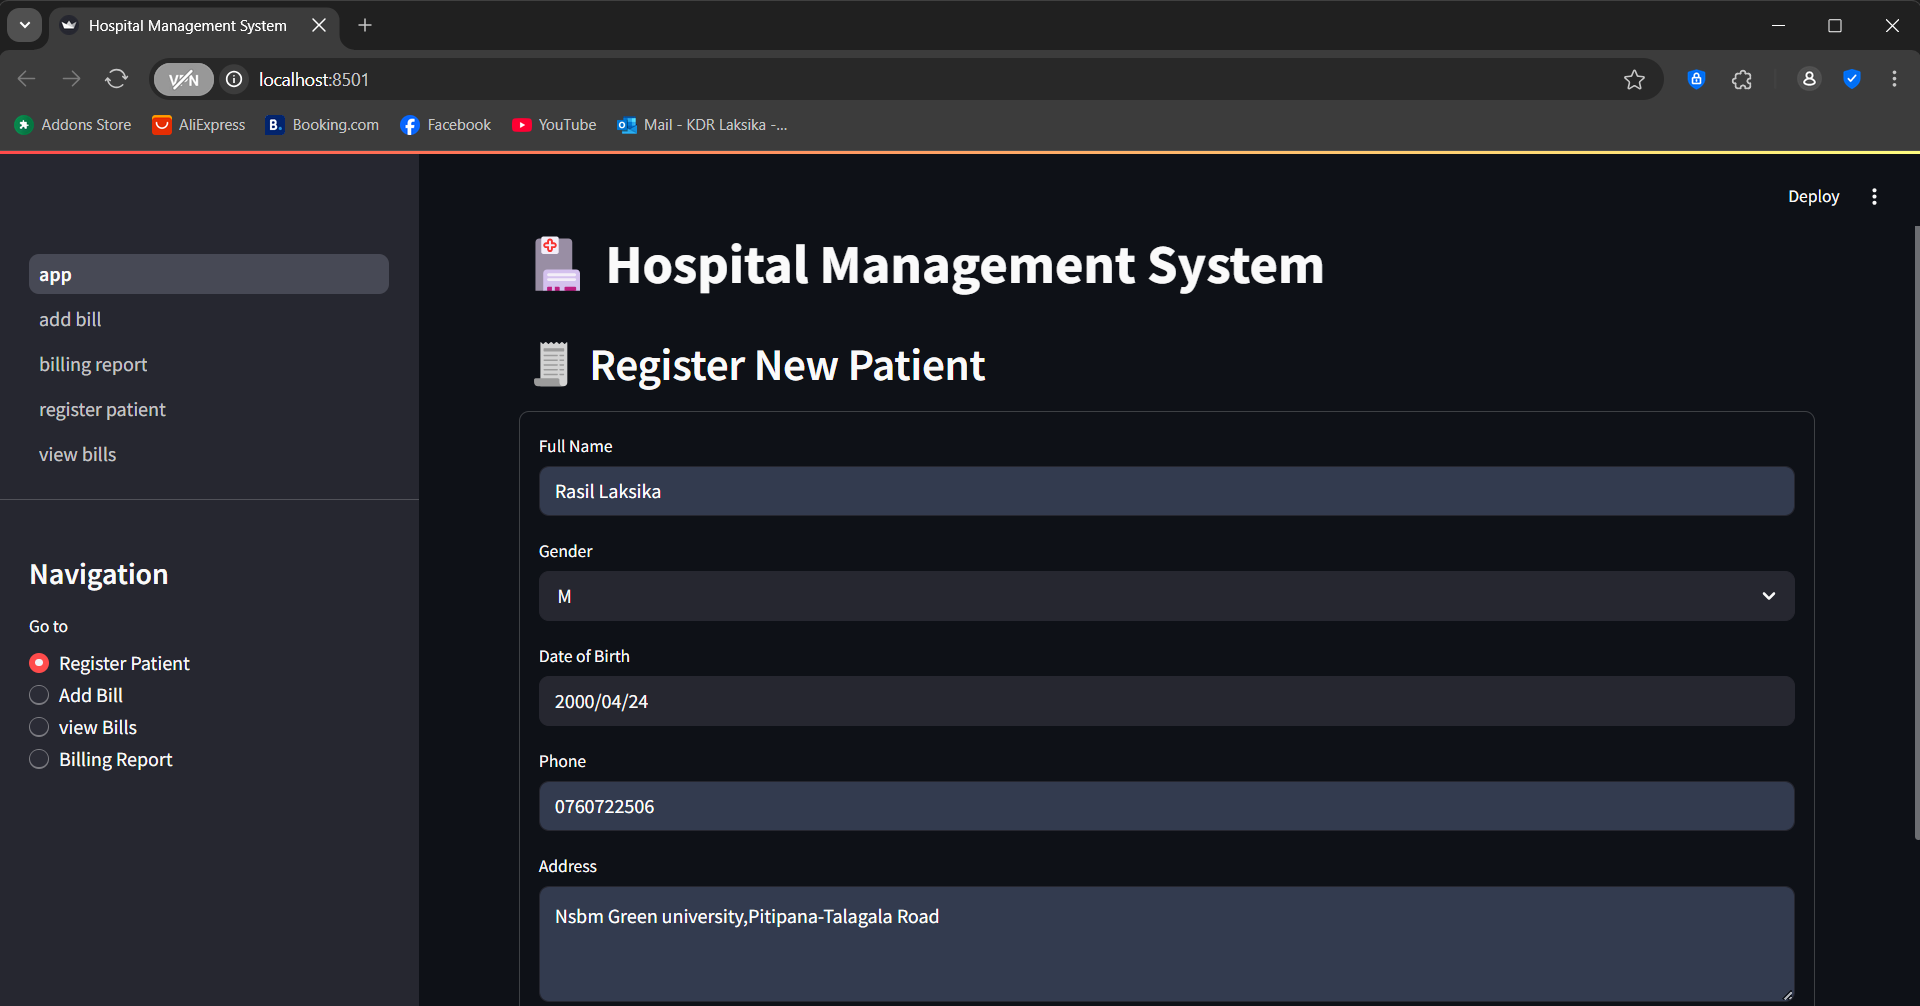 Hospital Management System
VPN
localhost:8501
Addons Store
AliExpress
B.
Booking.com
Facebook
YouTube
Mail - KDR Laksika -...
Deploy
app
add bill
billing report
register patient
view bills
Navigation
Go to
Register Patient
Add Bill
view Bills
Billing Report
Hospital Management System
Register New Patient
Full Name
Rasil Laksika
Gender
M
Date of Birth
2000/04/24
Phone
0760722506
Address
Nsbm Green university,Pitipana-Talagala Road